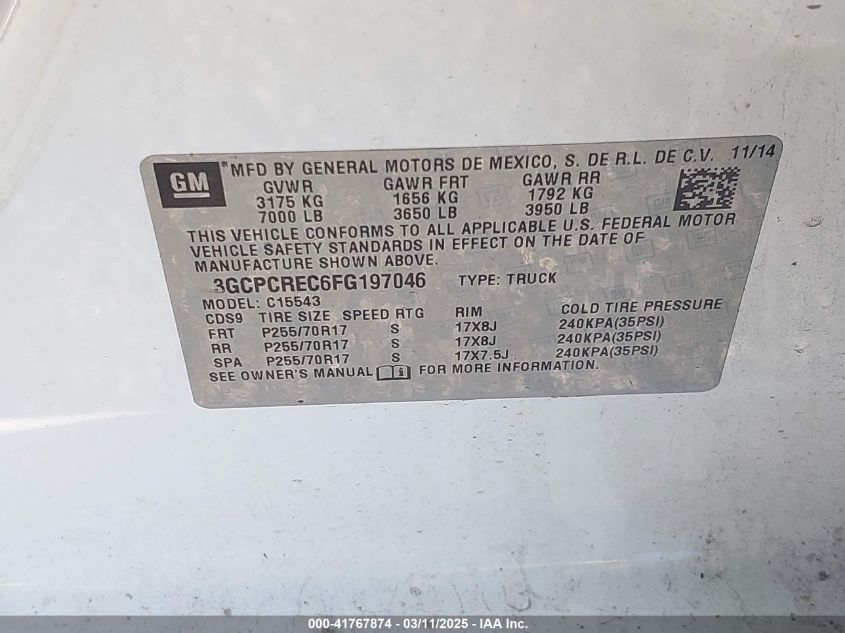 GM
*MFD BY GENERAL MOTORS DE MEXICO, S. DE R.L. DE C.V. 11/14
GVWR GAWR FRT GAWR RR
3175 KG 1656 KG 1792 KG
7000 LB 3650 LB 3950 LB
THIS VEHICLE CONFORMS TO ALL APPLICABLE U.S. FEDERAL MOTOR
VEHICLE SAFETY STANDARDS IN EFFECT ON THE DATE OF
MANUFACTURE SHOWN ABOVE.
3GCPCREC6FG197046 TYPE: TRUCK
MODEL: C15543
CDS9 TIRE SIZE SPEED RTG RIM COLD TIRE PRESSURE
FRT P255/70R17 S 17X8J 240KPA(35PSI)
RR P255/70R17 S 17X8J 240KPA(35PSI)
SPA P255/70R17 S 17X7.5J 240KPA(35PSI)
SEE OWNER'S MANUAL FOR MORE INFORMATION.
000-41767874 / 03/11/2025 - IAA Inc.